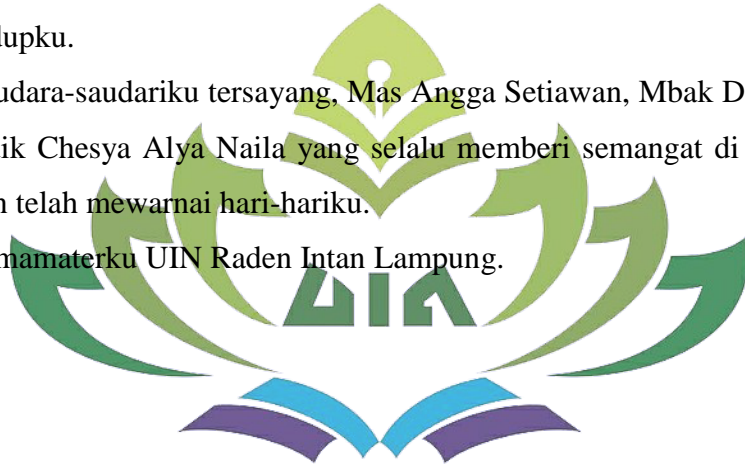 dupku.
udara-saudariku tersayang, Mas Angga Setiawan, Mbak D
ik Chesya Alya Naila yang selalu memberi semangat di
n telah mewarnai hari-hariku.
mamaterku UIN Raden Intan Lampung.
UIN